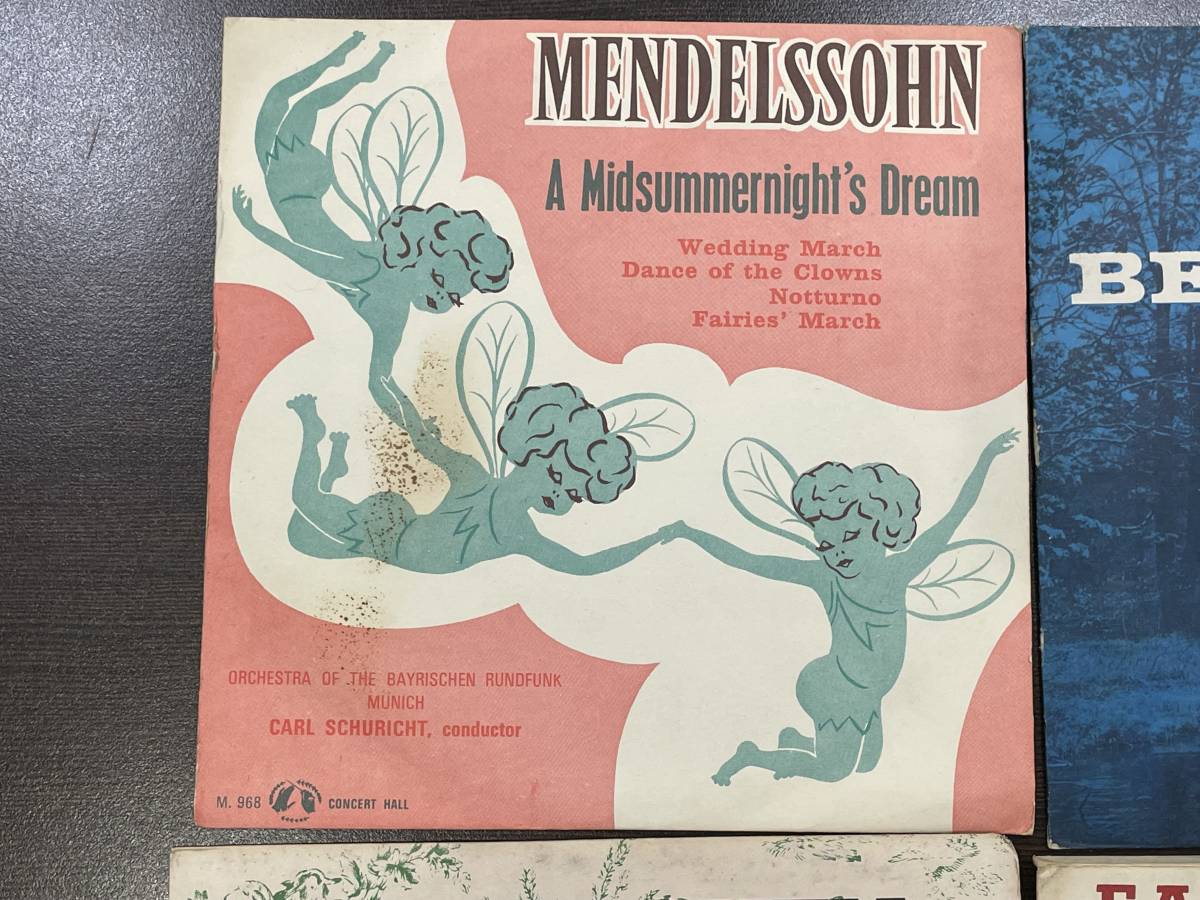 MENDELSSOHN
A Midsummernight's Dream
Wedding March
Dance of the Clowns
Notturno
Fairies' March
ORCHESTRA OF THE BAYRISCHEN RUNDFUNK
MUNICH
CARL SCHURICHT, conductor
M. 968 CONCERT HALL
BE